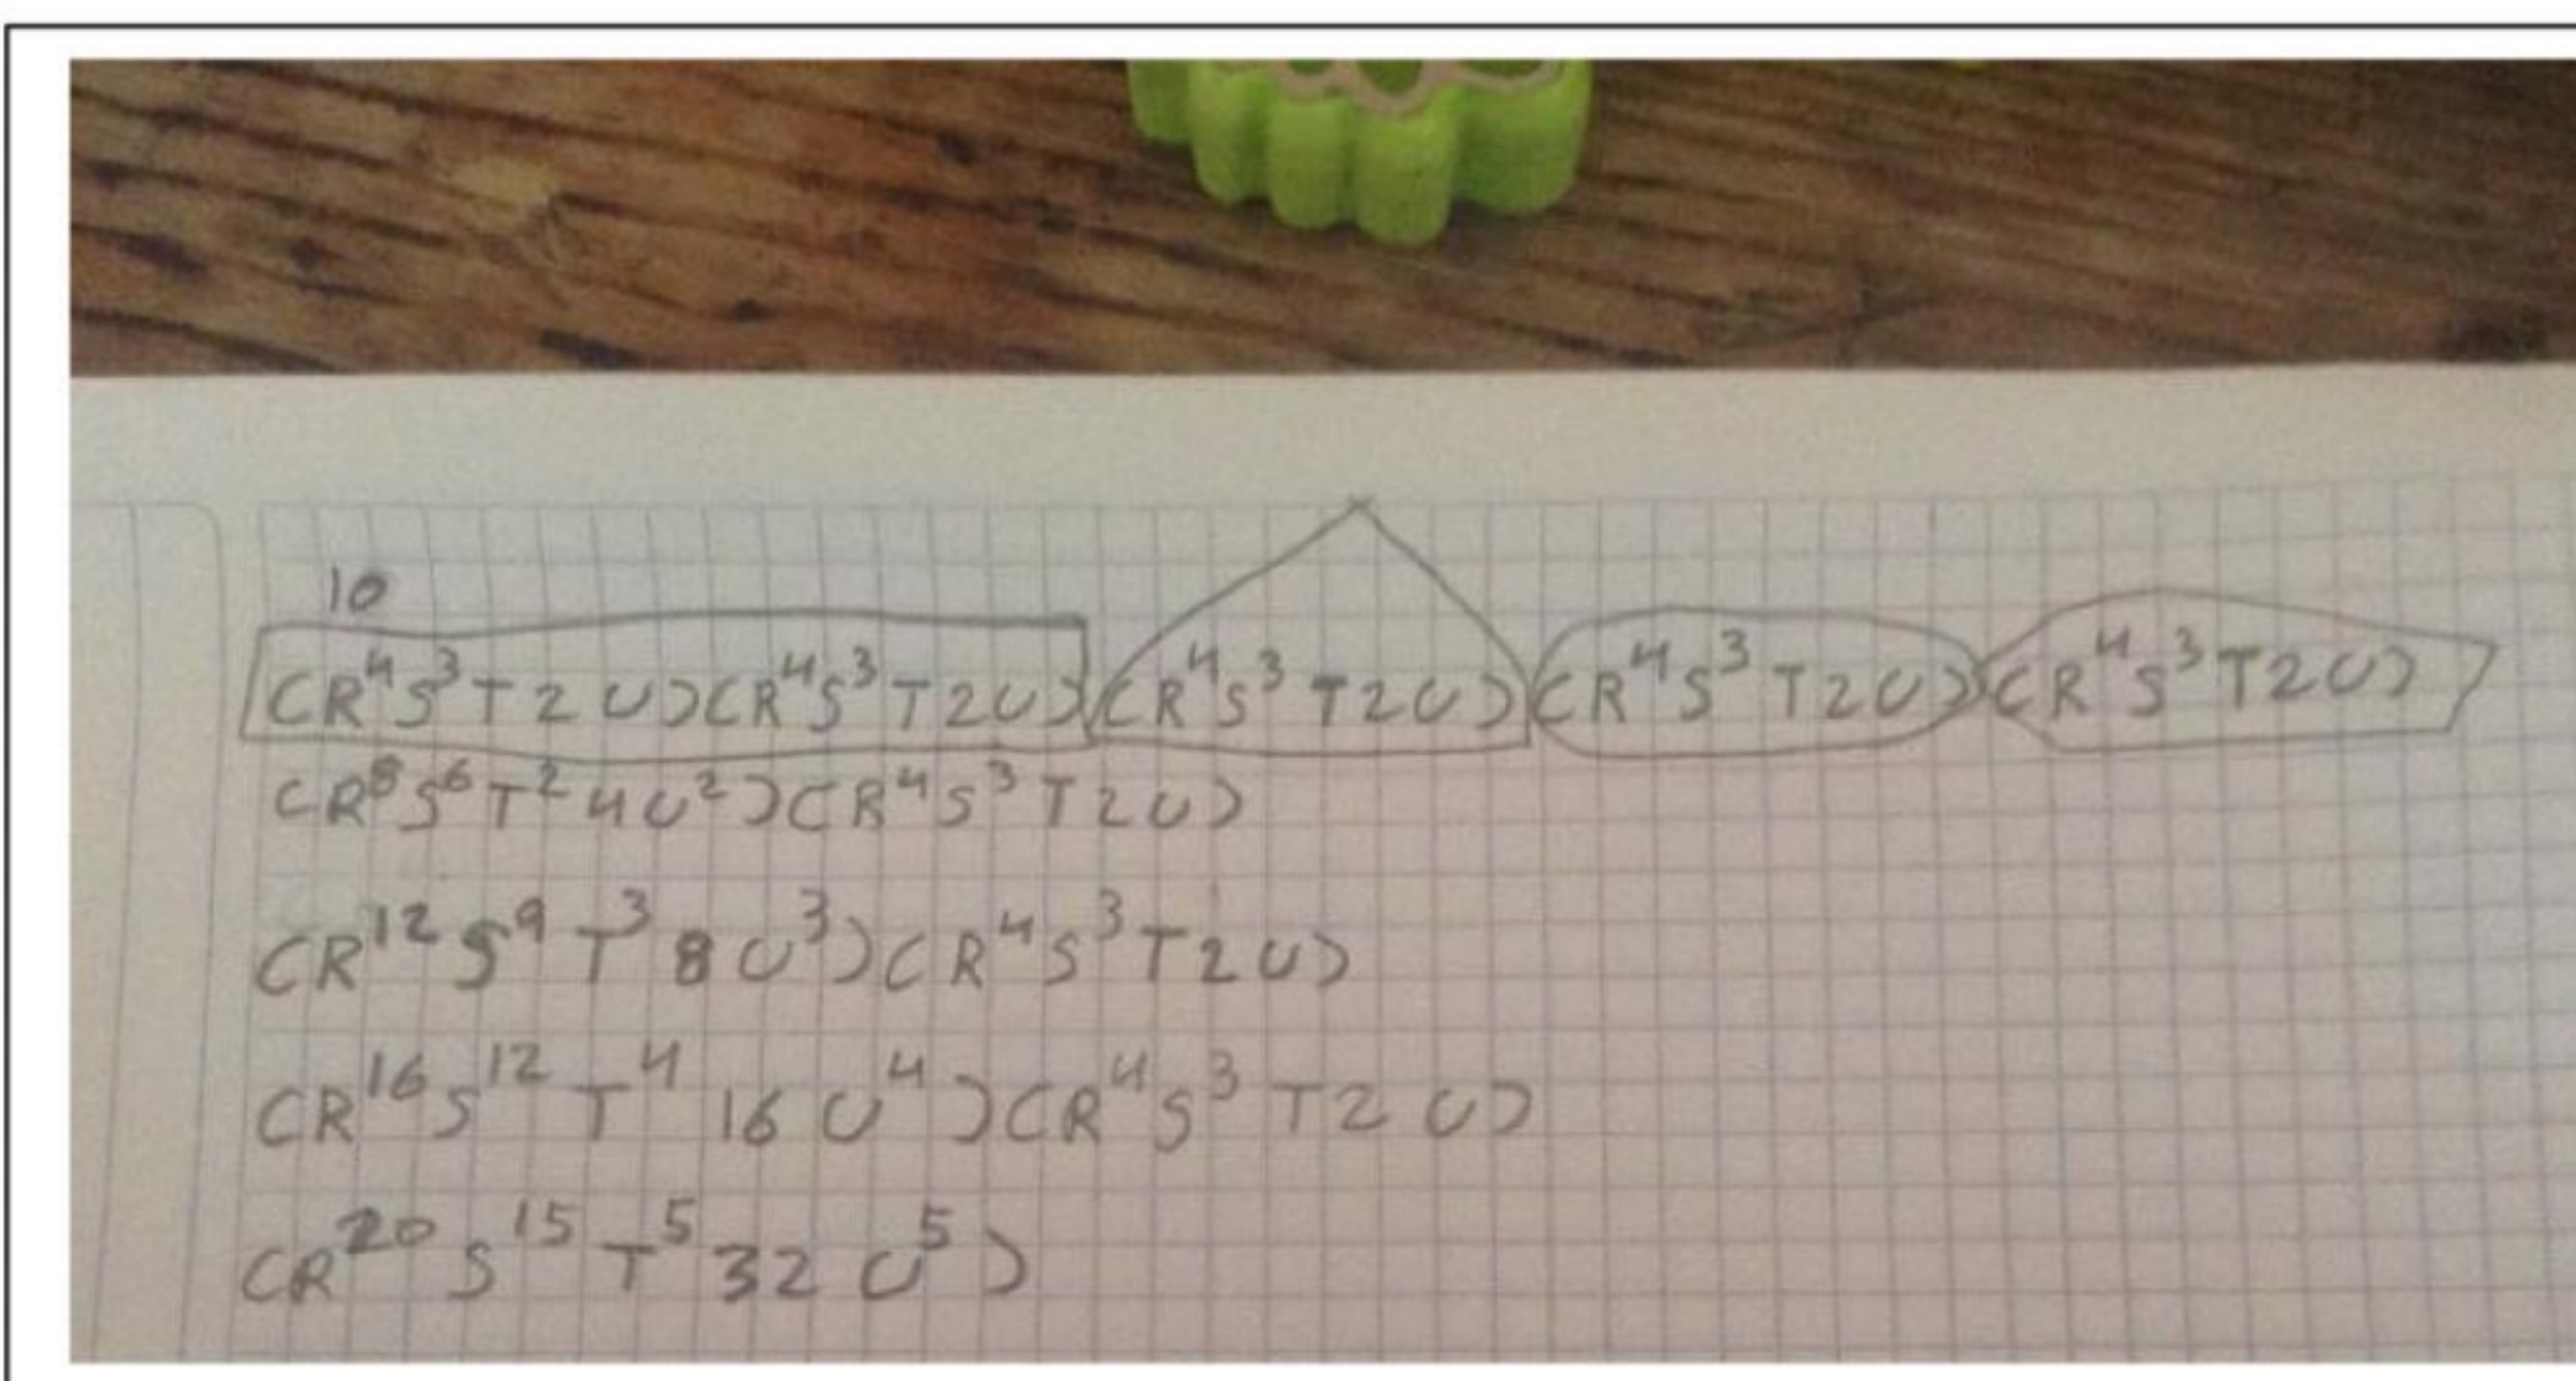 10
(R⁴S³T2U)(R⁴S³T2U)(R⁴S³T2U)(R⁴S³T2U)(R⁴S³T2U)
(R⁸S⁶T²4U²)(R⁴S³T2U)
(R¹²S⁹T³8U³)(R⁴S³T2U)
(R¹⁶S¹²T⁴16U⁴)(R⁴S³T2U)
(R²⁰S¹⁵T⁵32U⁵)